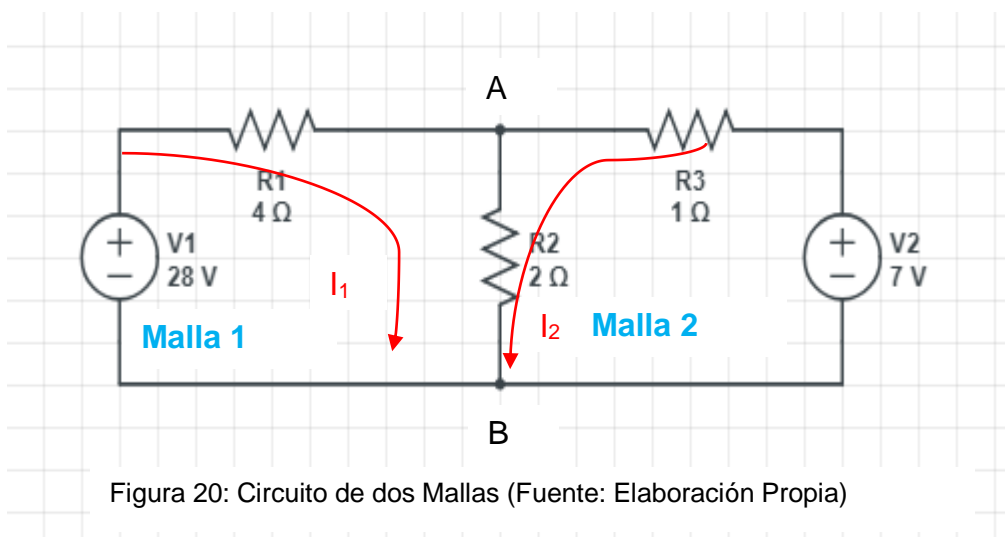 A
R1
4 Ω
R3
1 Ω
+
V1
28 V
−
R2
2 Ω
+
V2
7 V
−
I₁
Malla 1
I₂
Malla 2
B
Figura 20: Circuito de dos Mallas (Fuente: Elaboración Propia)